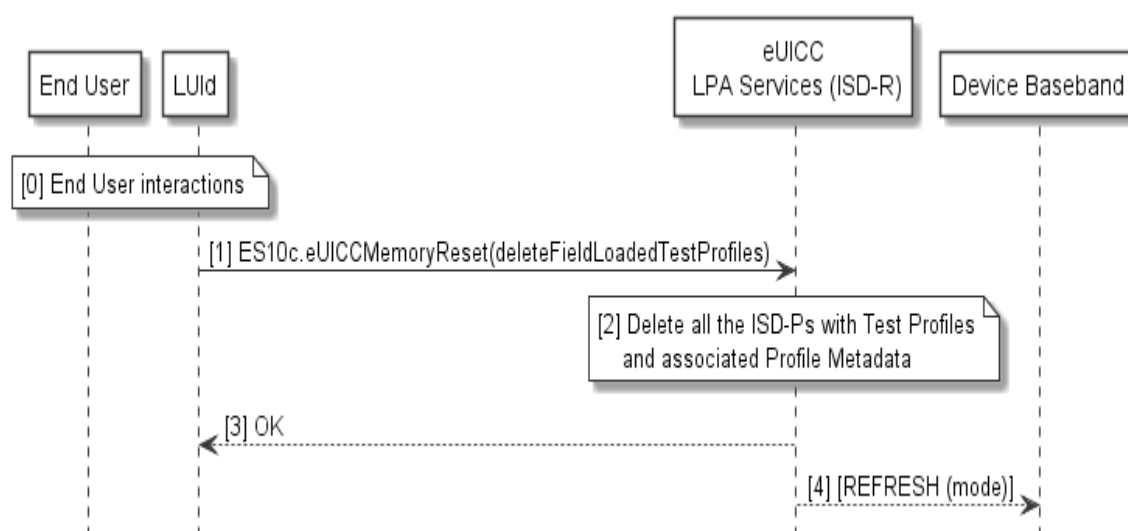 End User
LUId
eUICC
LPA Services (ISD-R)
Device Baseband
[0] End User interactions
[1] ES10c.eUICCMemoryReset(deleteFieldLoadedTestProfiles)
[2] Delete all the ISD-Ps with Test Profiles
and associated Profile Metadata
[3] OK
[4] [REFRESH (mode)]